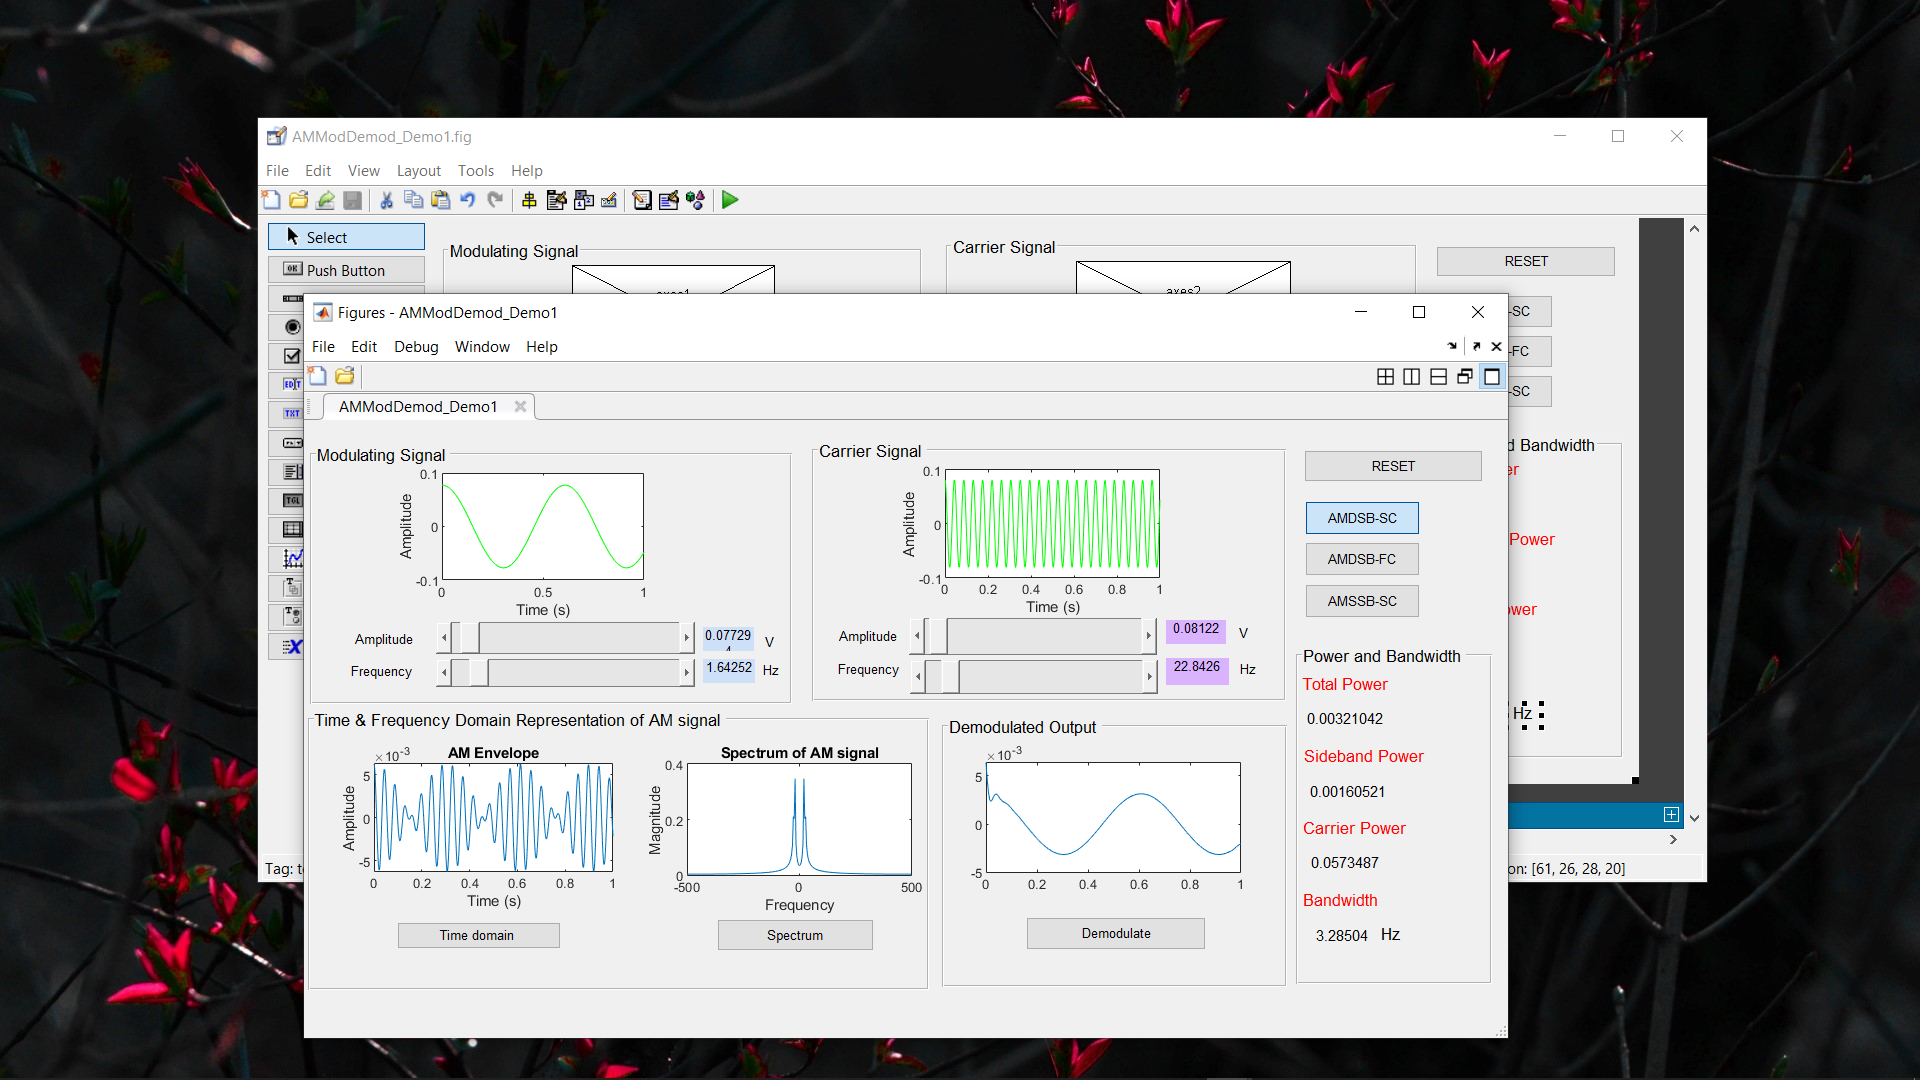 AMModDemod_Demo1.fig
File Edit View Layout Tools Help
Select
Push Button
Modulating Signal
axes1
Carrier Signal
axes2
RESET
-SC
-FC
-SC
d Bandwidth
er
Power
ower
Hz
Tag: t
on: [61, 26, 28, 20]
Figures - AMModDemod_Demo1
File Edit Debug Window Help
AMModDemod_Demo1
Modulating Signal
0.1
0
-0.1
Amplitude
0 0.5 1
Time (s)
Amplitude 0.07729 V
4
Frequency 1.64252 Hz
Carrier Signal
0.1
0
-0.1
Amplitude
0 0.2 0.4 0.6 0.8 1
Time (s)
Amplitude 0.08122 V
Frequency 22.8426 Hz
RESET
AMDSB-SC
AMDSB-FC
AMSSB-SC
Time & Frequency Domain Representation of AM signal
×10-3
AM Envelope
5
0
-5
Amplitude
0 0.2 0.4 0.6 0.8 1
Time (s)
Time domain
Spectrum of AM signal
0.4
0.2
0
Magnitude
-500 0 500
Frequency
Spectrum
Demodulated Output
×10-3
5
0
-5
0 0.2 0.4 0.6 0.8 1
Demodulate
Power and Bandwidth
Total Power
0.00321042
Sideband Power
0.00160521
Carrier Power
0.0573487
Bandwidth
3.28504 Hz